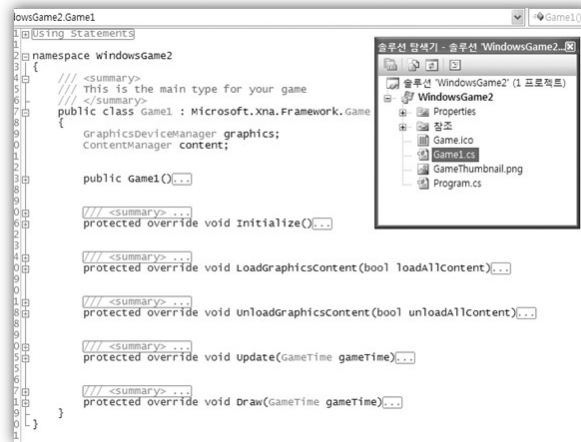 lowsGame2.Game1
Game1()
Using Statements
namespace WindowsGame2
{
/// <summary>
/// This is the main type for your game
/// </summary>
public class Game1 : Microsoft.Xna.Framework.Game
{
GraphicsDeviceManager graphics;
ContentManager content;
public Game1()...
/// <summary> ...
protected override void Initialize()...
/// <summary> ...
protected override void LoadGraphicsContent(bool loadAllContent)...
/// <summary> ...
protected override void UnloadGraphicsContent(bool unloadAllContent)...
/// <summary> ...
protected override void Update(GameTime gameTime)...
/// <summary> ...
protected override void Draw(GameTime gameTime)...
}
}
솔루션 탐색기 - 솔루션 'WindowsGame2...
솔루션 'WindowsGame2' (1 프로젝트)
WindowsGame2
Properties
참조
Game.ico
Game1.cs
GameThumbnail.png
Program.cs